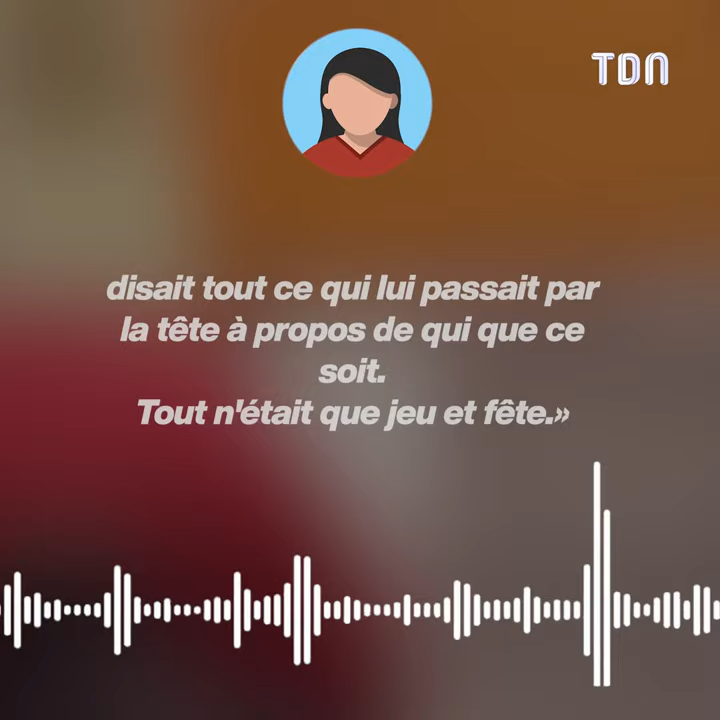 TDN
disait tout ce qui lui passait par
la tête à propos de qui que ce
soit.
Tout n'était que jeu et fête.»